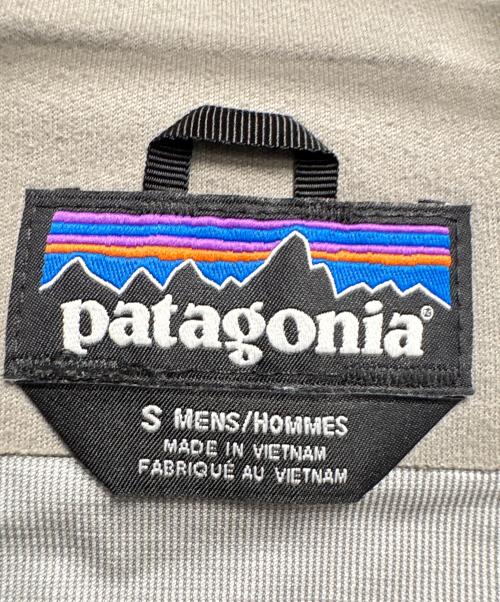 patagonia®
S MENS/HOMMES
MADE IN VIETNAM
FABRIQUÉ AU VIETNAM